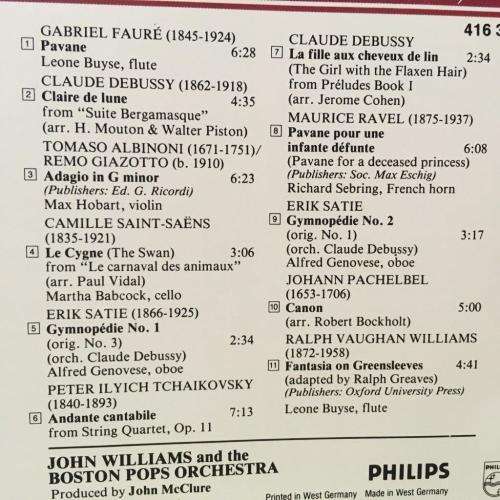 GABRIEL FAURÉ (1845-1924)
1 Pavane 6:28
Leone Buyse, flute
CLAUDE DEBUSSY (1862-1918)
2 Claire de lune 4:35
from "Suite Bergamasque"
(arr. H. Mouton & Walter Piston)
TOMASO ALBINONI (1671-1751)/
REMO GIAZOTTO (b. 1910)
3 Adagio in G minor 6:23
(Publishers: Ed. G. Ricordi)
Max Hobart, violin
CAMILLE SAINT-SAËNS
(1835-1921)
4 Le Cygne (The Swan) 3:06
from "Le carnaval des animaux"
(arr. Paul Vidal)
Martha Babcock, cello
ERIK SATIE (1866-1925)
5 Gymnopédie No. 1
(orig. No. 3) 2:34
(orch. Claude Debussy)
Alfred Genovese, oboe
PETER ILYICH TCHAIKOVSKY
(1840-1893)
6 Andante cantabile 7:13
from String Quartet, Op. 11
416 3
CLAUDE DEBUSSY
7 La fille aux cheveux de lin 2:34
(The Girl with the Flaxen Hair)
from Préludes Book I
(arr. Jerome Cohen)
MAURICE RAVEL (1875-1937)
8 Pavane pour une
infante défunte 6:08
(Pavane for a deceased princess)
(Publishers: Soc. Max Eschig)
Richard Sebring, French horn
ERIK SATIE
9 Gymnopédie No. 2
(orig. No. 1) 3:17
(orch. Claude Debussy)
Alfred Genovese, oboe
JOHANN PACHELBEL
(1653-1706)
10 Canon 5:00
(arr. Robert Bockholt)
RALPH VAUGHAN WILLIAMS
(1872-1958)
11 Fantasia on Greensleeves 4:41
(adapted by Ralph Greaves)
(Publishers: Oxford University Press)
Leone Buyse, flute
JOHN WILLIAMS and the
BOSTON POPS ORCHESTRA
Produced by John McClure
PHILIPS
Printed in West Germany Made in West Germany